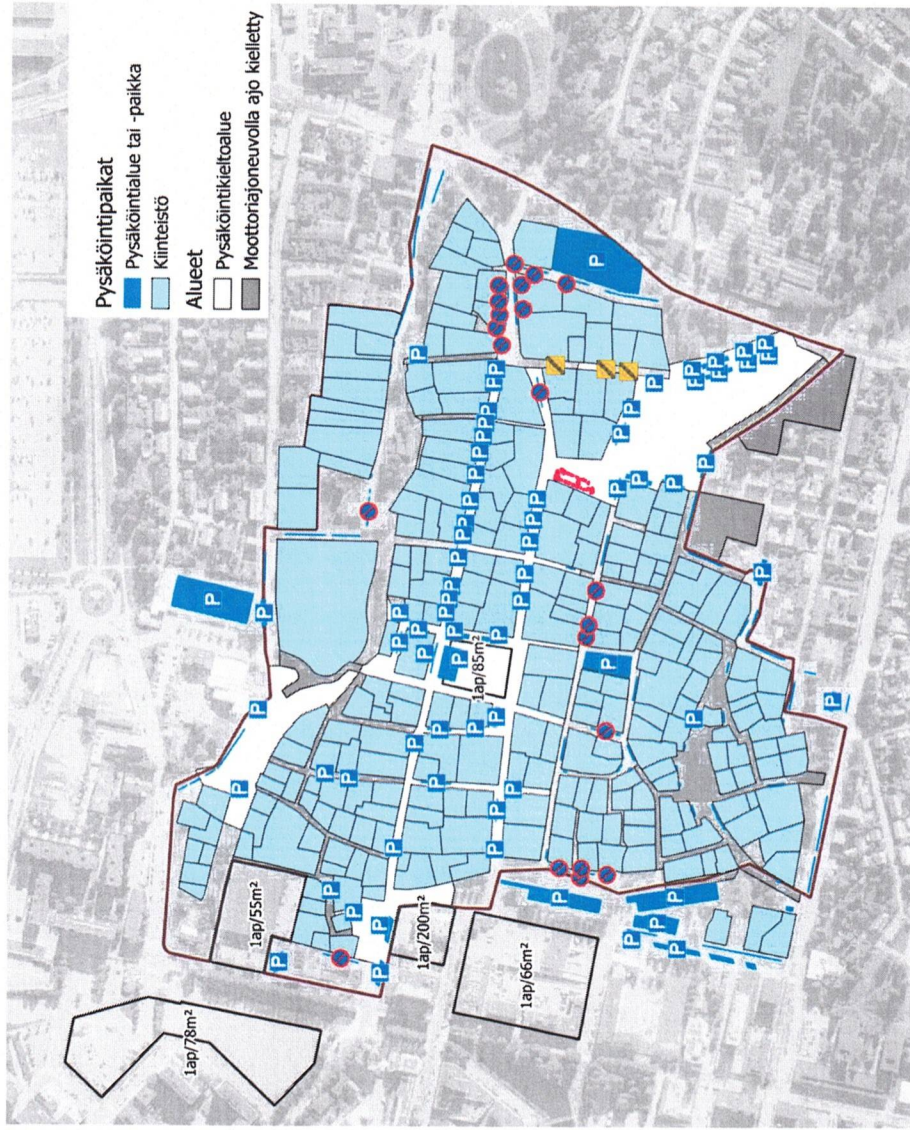 Pysäköintipaikat
Pysäköintialue tai -paikka
Kiinteistö
Alueet
Pysäköintikieltoalue
Moottoriajoneuvolla ajo kielletty
1ap/78m²
1ap/55m²
1ap/200m²
1ap/66m²
1ap/85m²
P
P
P
P
P
P